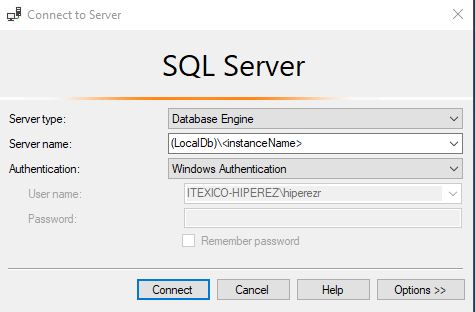 Connect to Server
SQL Server
Server type: Database Engine
Server name: (LocalDb)\<instanceName>
Authentication: Windows Authentication
User name: ITEXICO-HIPEREZ\hiperezr
Password:
Remember password
Connect Cancel Help Options >>